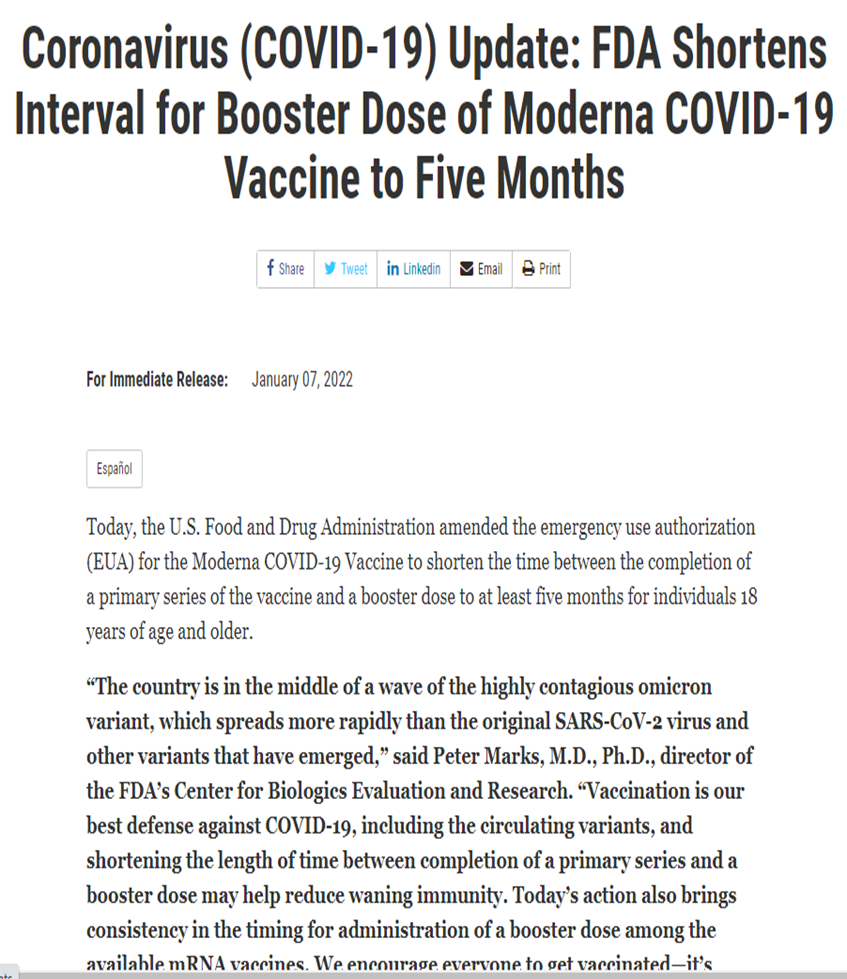 Coronavirus (COVID-19) Update: FDA Shortens
Interval for Booster Dose of Moderna COVID-19
Vaccine to Five Months
Share Tweet Linkedin Email Print
For Immediate Release: January 07, 2022
Español
Today, the U.S. Food and Drug Administration amended the emergency use authorization
(EUA) for the Moderna COVID-19 Vaccine to shorten the time between the completion of
a primary series of the vaccine and a booster dose to at least five months for individuals 18
years of age and older.
“The country is in the middle of a wave of the highly contagious omicron
variant, which spreads more rapidly than the original SARS-CoV-2 virus and
other variants that have emerged,” said Peter Marks, M.D., Ph.D., director of
the FDA’s Center for Biologics Evaluation and Research. “Vaccination is our
best defense against COVID-19, including the circulating variants, and
shortening the length of time between completion of a primary series and a
booster dose may help reduce waning immunity. Today’s action also brings
consistency in the timing for administration of a booster dose among the
available mRNA vaccines. We encourage everyone to get vaccinated—it’s